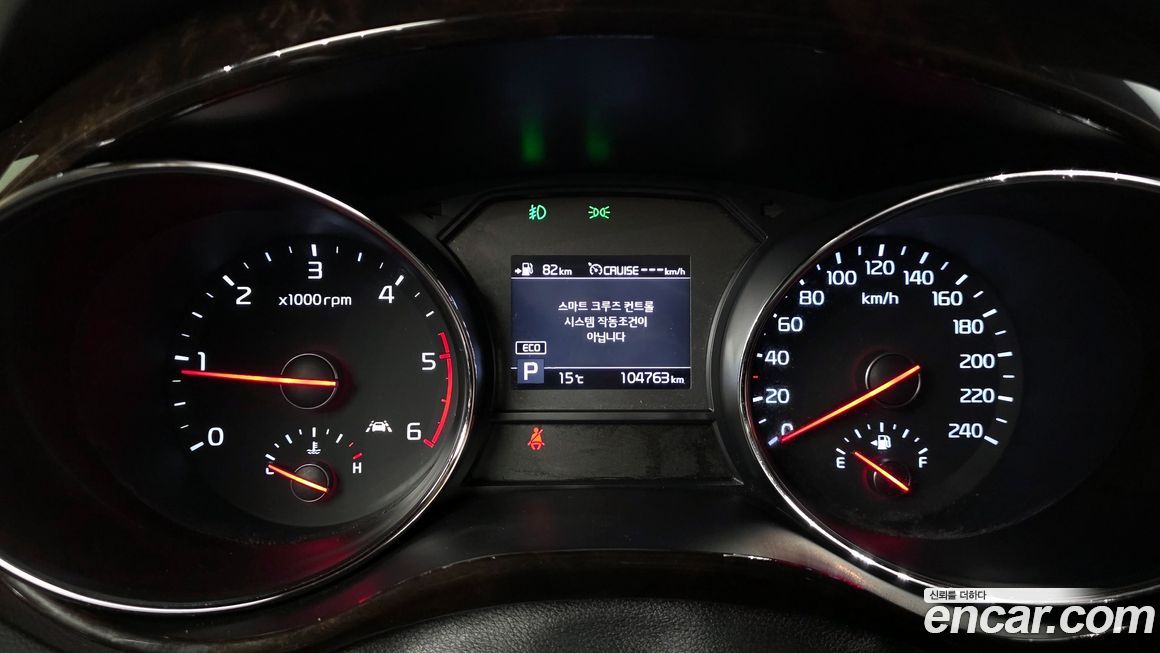 0
1
2
3
4
5
6
x1000rpm
H
82km
CRUISE---km/h
스마트 크루즈 컨트롤
시스템 작동조건이
아닙니다
ECO
P
15℃
104763km
0
20
40
60
80
100
120
140
160
180
200
220
240
km/h
E
F
신뢰를 더하다
encar.com